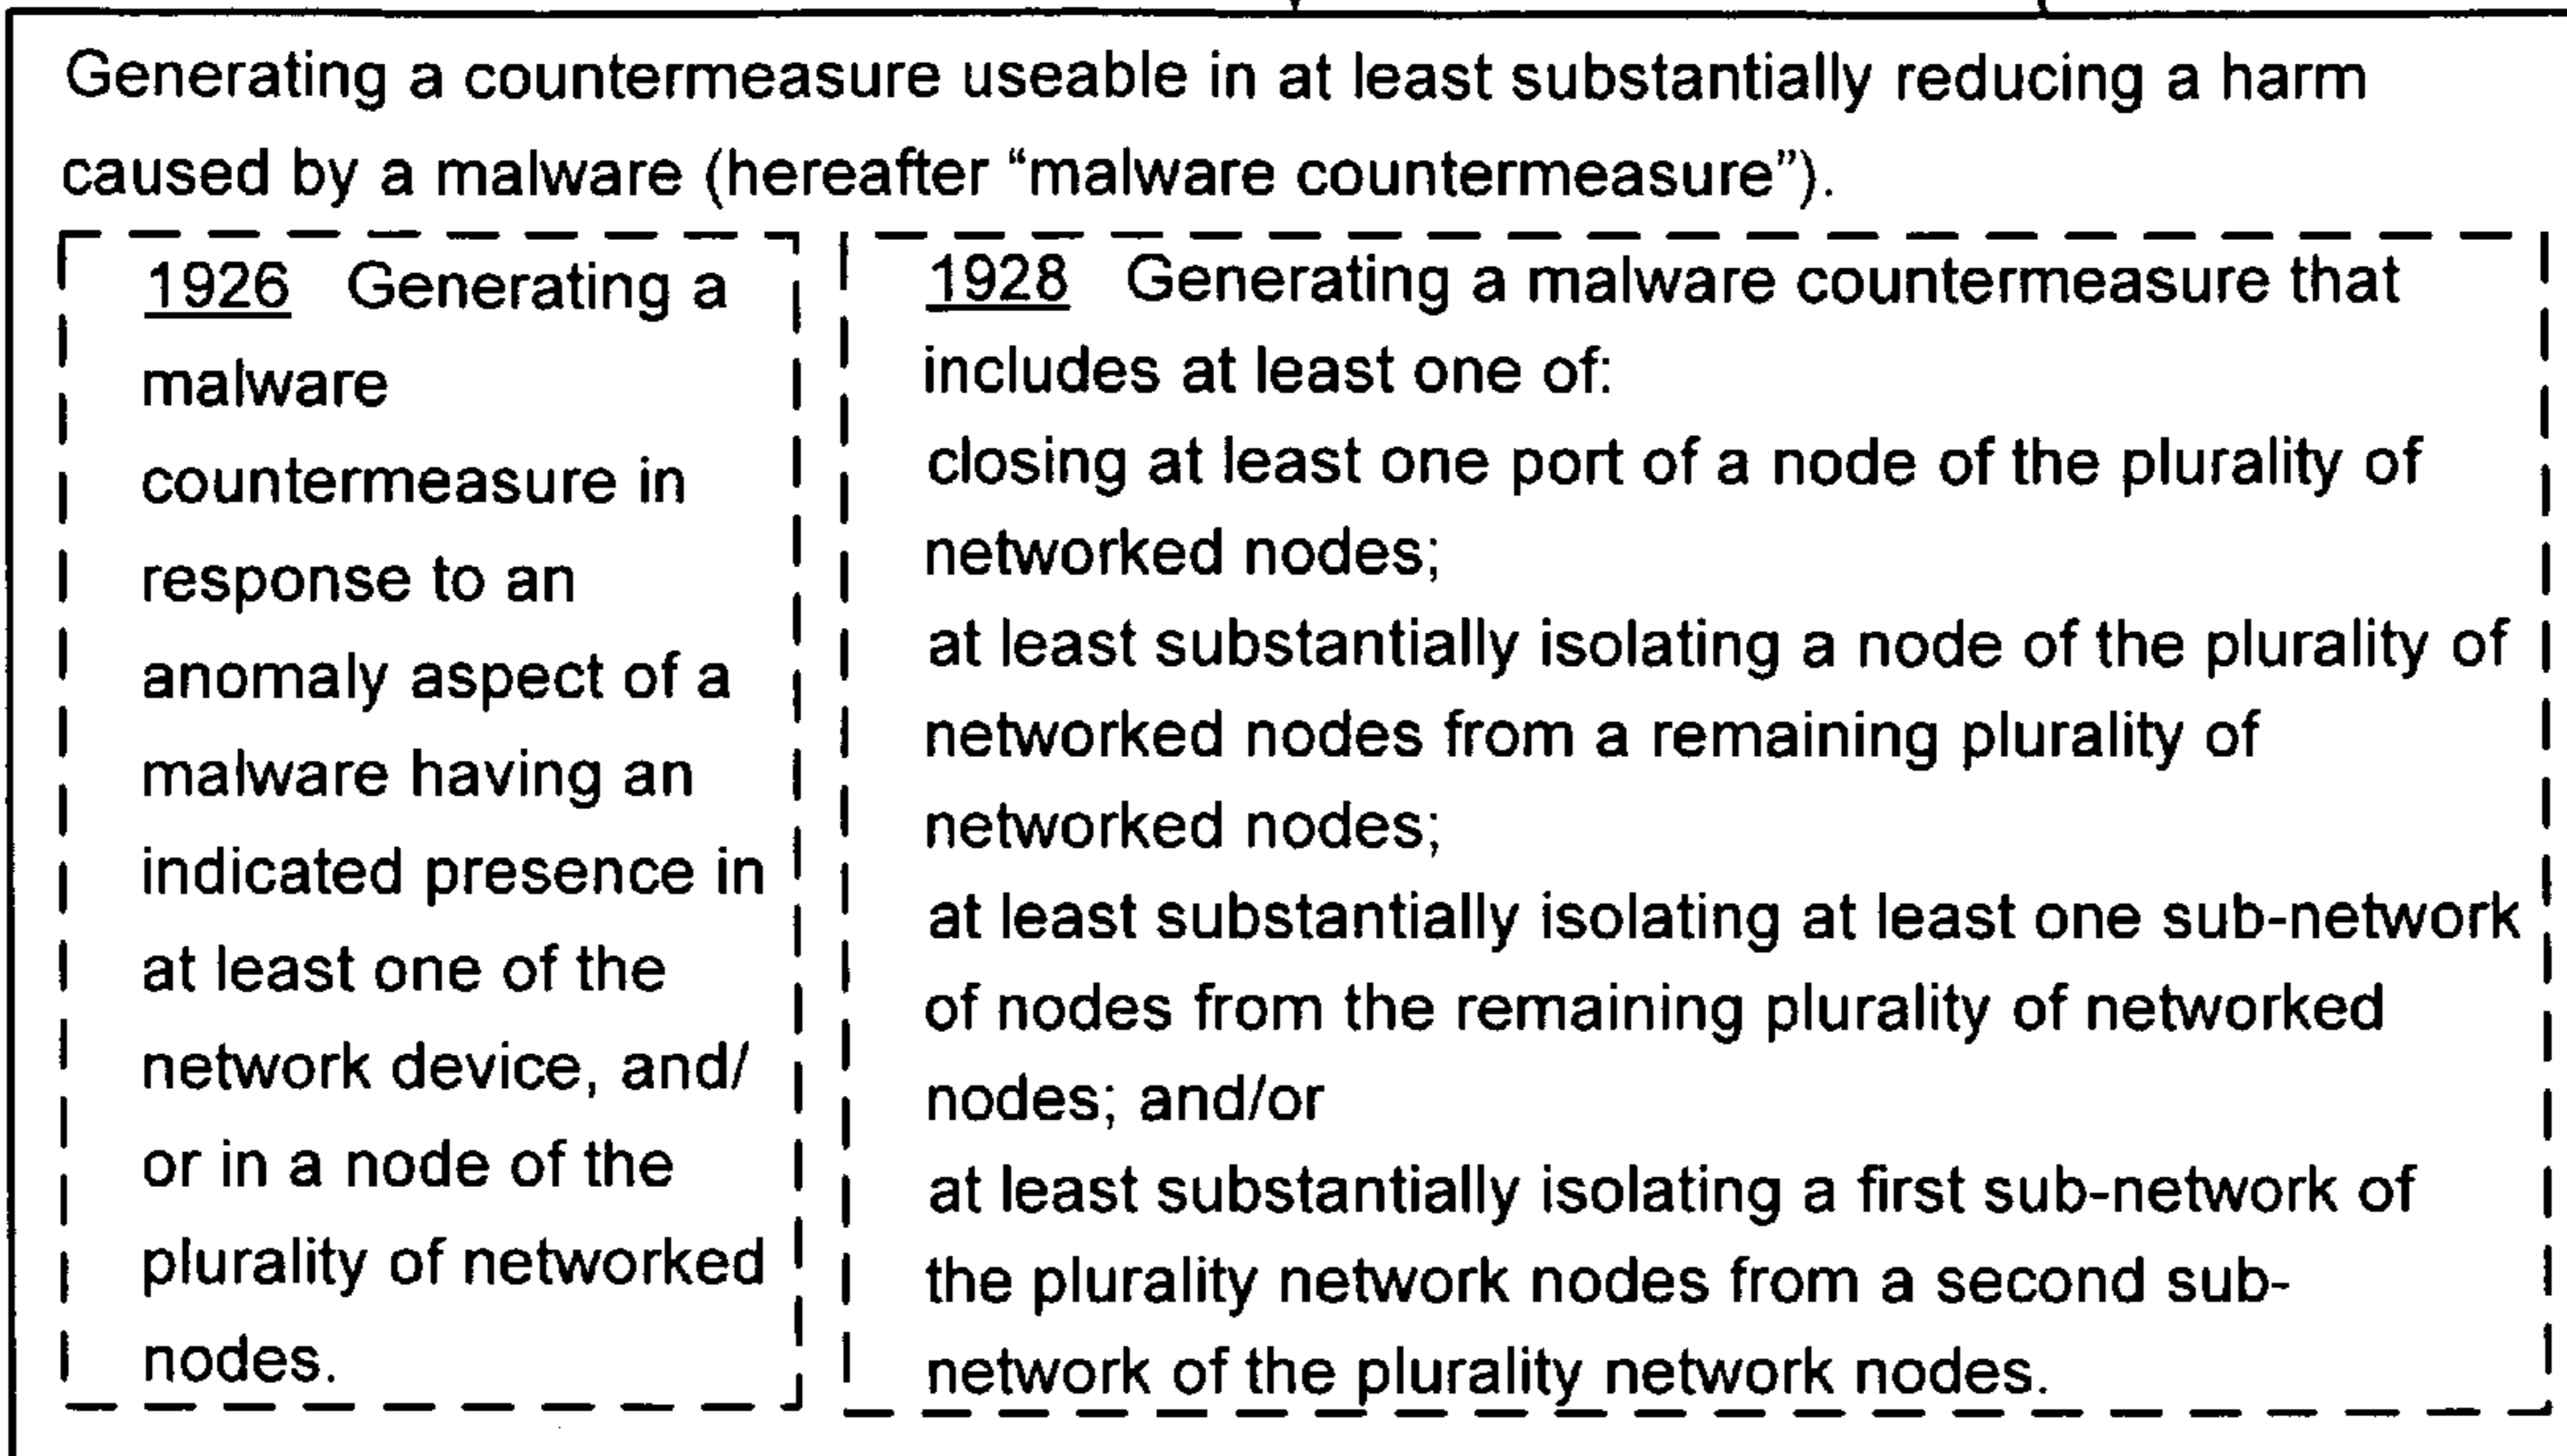 Generating a countermeasure useable in at least substantially reducing a harm
caused by a malware (hereafter “malware countermeasure”).
1926 Generating a
malware
countermeasure in
response to an
anomaly aspect of a
malware having an
indicated presence in
at least one of the
network device, and/
or in a node of the
plurality of networked
nodes.
1928 Generating a malware countermeasure that
includes at least one of:
closing at least one port of a node of the plurality of
networked nodes;
at least substantially isolating a node of the plurality of
networked nodes from a remaining plurality of
networked nodes;
at least substantially isolating at least one sub-network
of nodes from the remaining plurality of networked
nodes; and/or
at least substantially isolating a first sub-network of
the plurality network nodes from a second sub-
network of the plurality network nodes.